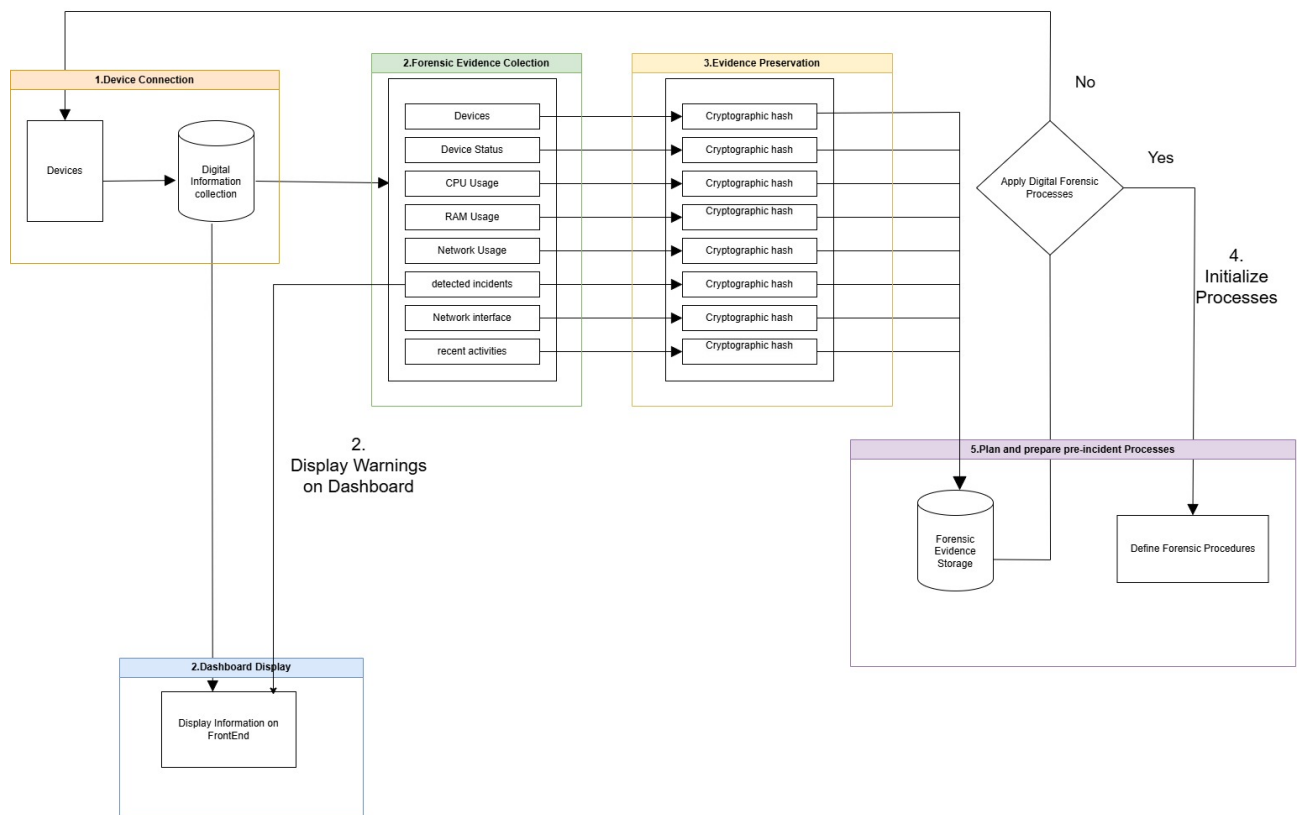 No
1.Device Connection
Devices
Digital
Information
collection
2.Forensic Evidence Colection
Devices
Device Status
CPU Usage
RAM Usage
Network Usage
detected incidents
Network interface
recent activities
3.Evidence Preservation
Cryptographic hash
Cryptographic hash
Cryptographic hash
Cryptographic hash
Cryptographic hash
Cryptographic hash
Cryptographic hash
Cryptographic hash
Apply Digital Forensic
Processes
Yes
4.
Initialize
Processes
2.
Display Warnings
on Dashboard
5.Plan and prepare pre-incident Processes
Forensic
Evidence
Storage
Define Forensic Procedures
2.Dashboard Display
Display Information on
FrontEnd